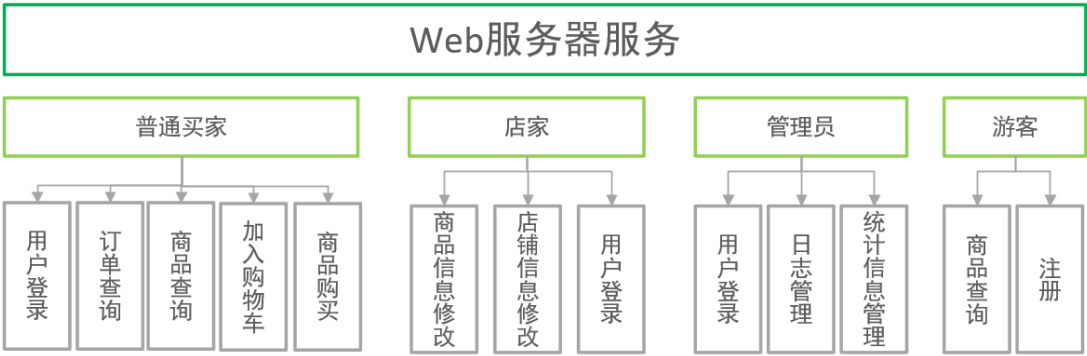 Web服务器服务
普通买家
店家
管理员
游客
用户登录
订单查询
商品查询
加入购物车
商品购买
商品信息修改
店铺信息修改
用户登录
用户登录
日志管理
统计信息管理
商品查询
注册